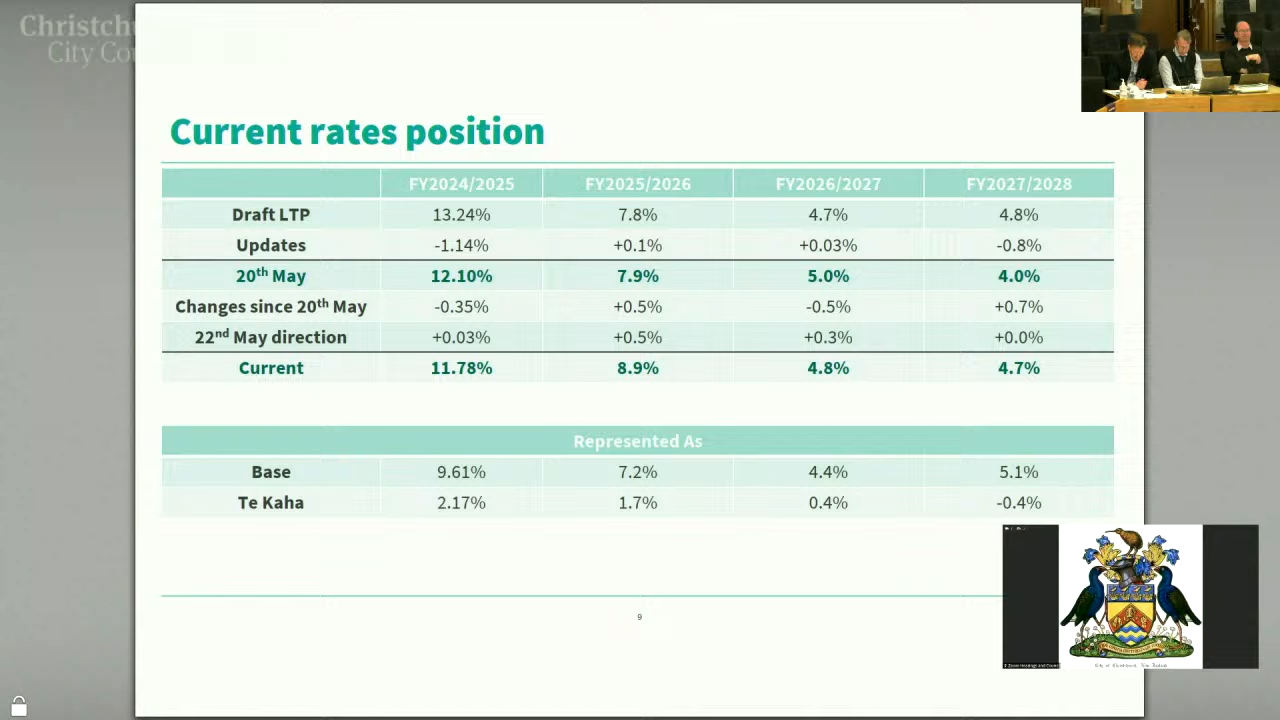 Christchu
City Cou
Current rates position
FY2024/2025 FY2025/2026 FY2026/2027 FY2027/2028
Draft LTP 13.24% 7.8% 4.7% 4.8%
Updates -1.14% +0.1% +0.03% -0.8%
20th May 12.10% 7.9% 5.0% 4.0%
Changes since 20th May -0.35% +0.5% -0.5% +0.7%
22nd May direction +0.03% +0.5% +0.3% +0.0%
Current 11.78% 8.9% 4.8% 4.7%
Represented As
Base 9.61% 7.2% 4.4% 5.1%
Te Kaha 2.17% 1.7% 0.4% -0.4%
9